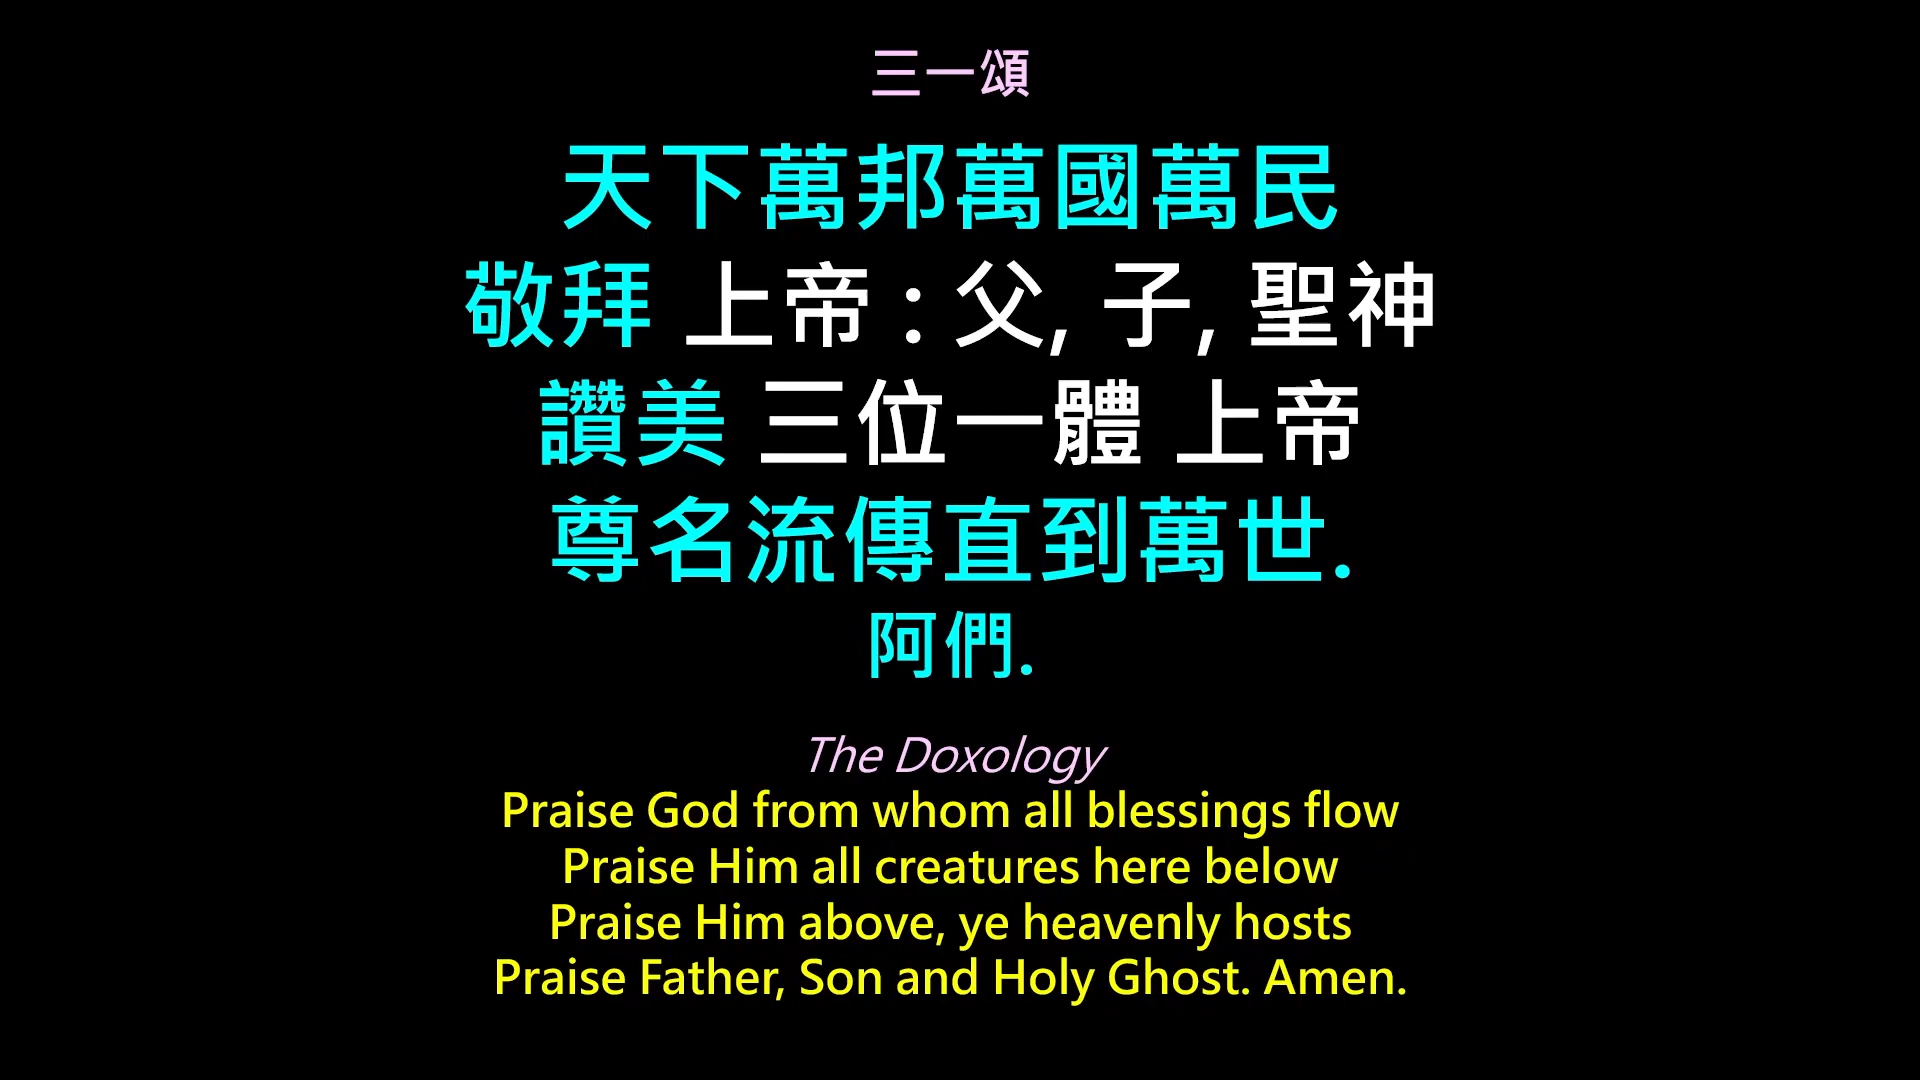 三一頌
天下萬邦萬國萬民
敬拜 上帝 : 父, 子, 聖神
讚美 三位一體 上帝
尊名流傳直到萬世.
阿們.
The Doxology
Praise God from whom all blessings flow
Praise Him all creatures here below
Praise Him above, ye heavenly hosts
Praise Father, Son and Holy Ghost. Amen.